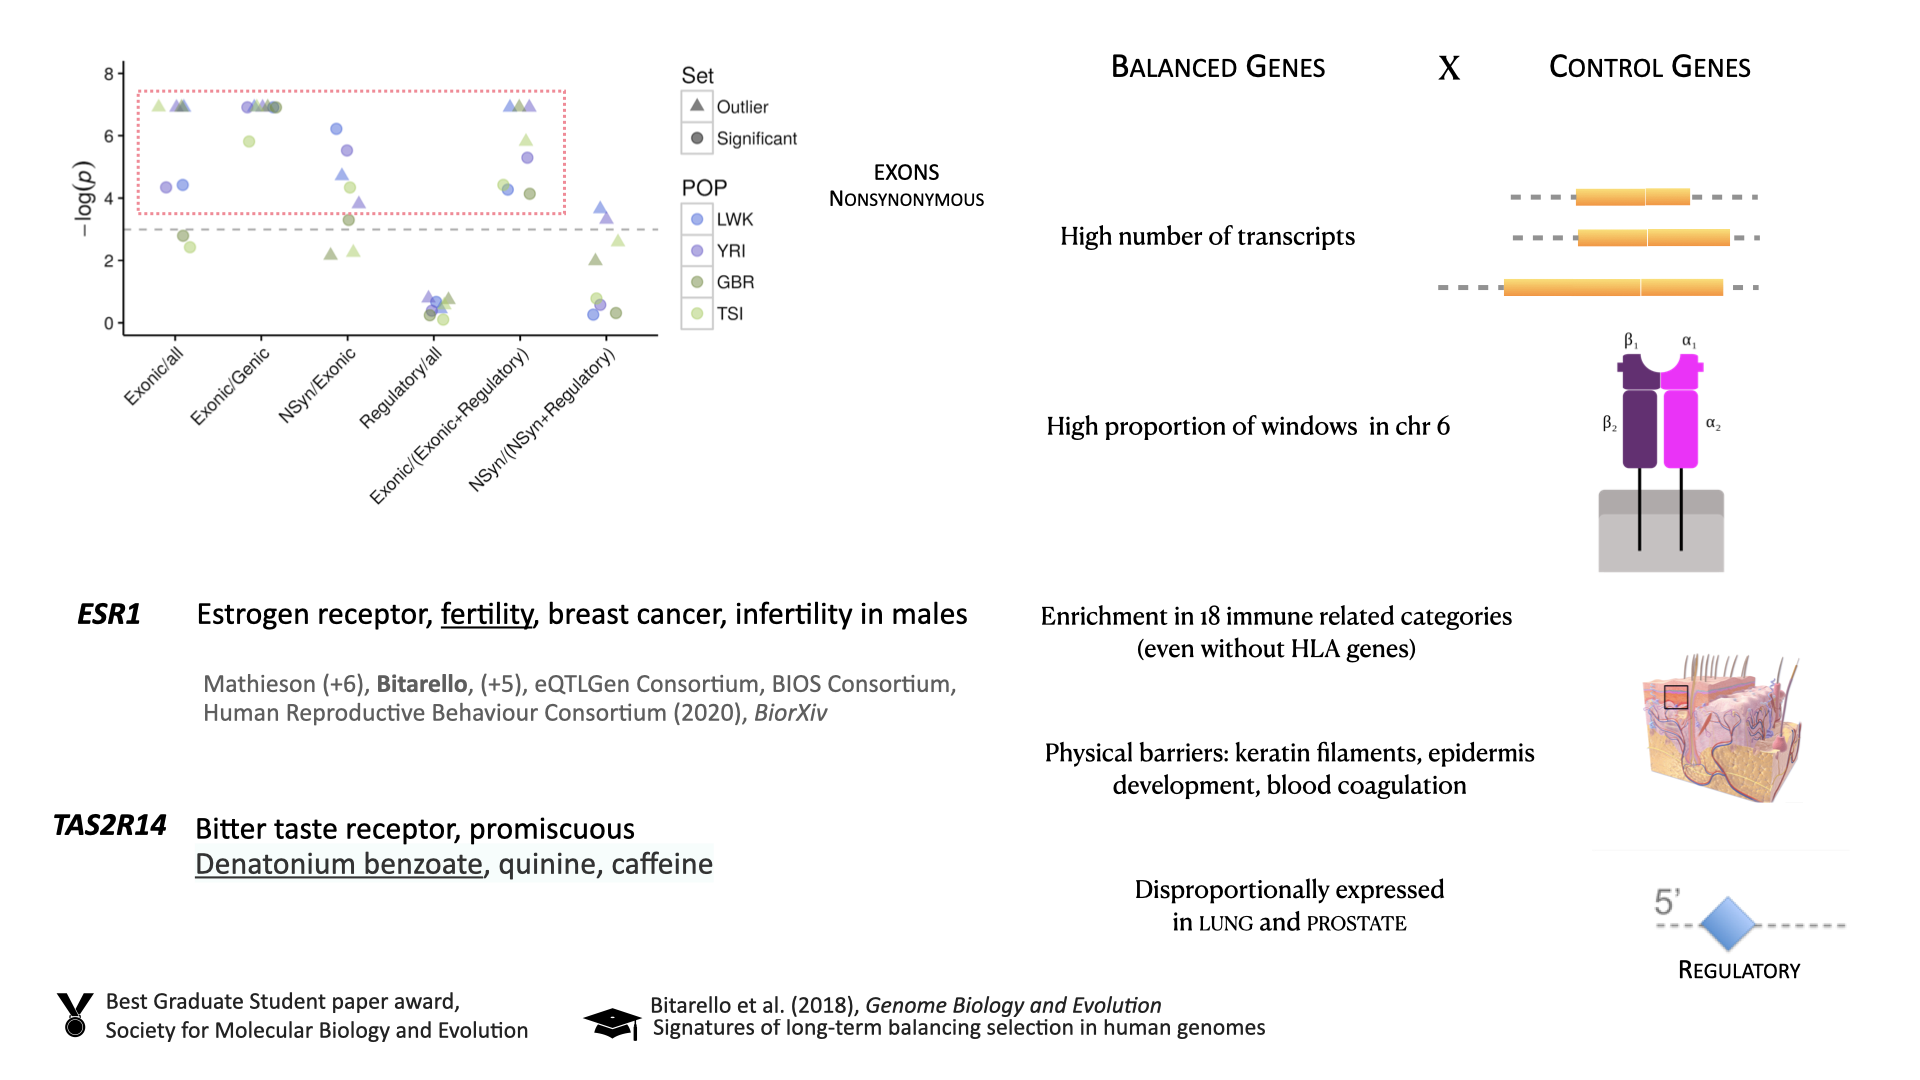 BALANCED GENES X CONTROL GENES
8
6
4
2
0
−log(p)
Exonic/all
Exonic/Genic
NSyn/Exonic
Regulatory/all
Exonic/(Exonic+Regulatory)
NSyn/(NSyn+Regulatory)
Set
Outlier
Significant
POP
LWK
YRI
GBR
TSI
EXONS
NONSYNONYMOUS
High number of transcripts
β1 α1
β2 α2
High proportion of windows in chr 6
ESR1 Estrogen receptor, fertility, breast cancer, infertility in males
Mathieson (+6), Bitarello, (+5), eQTLGen Consortium, BIOS Consortium,
Human Reproductive Behaviour Consortium (2020), BiorXiv
TAS2R14 Bitter taste receptor, promiscuous
Denatonium benzoate, quinine, caffeine
Enrichment in 18 immune related categories
(even without HLA genes)
Physical barriers: keratin filaments, epidermis
development, blood coagulation
Disproportionally expressed
in LUNG and PROSTATE
5’
REGULATORY
Best Graduate Student paper award,
Society for Molecular Biology and Evolution
Bitarello et al. (2018), Genome Biology and Evolution
Signatures of long-term balancing selection in human genomes